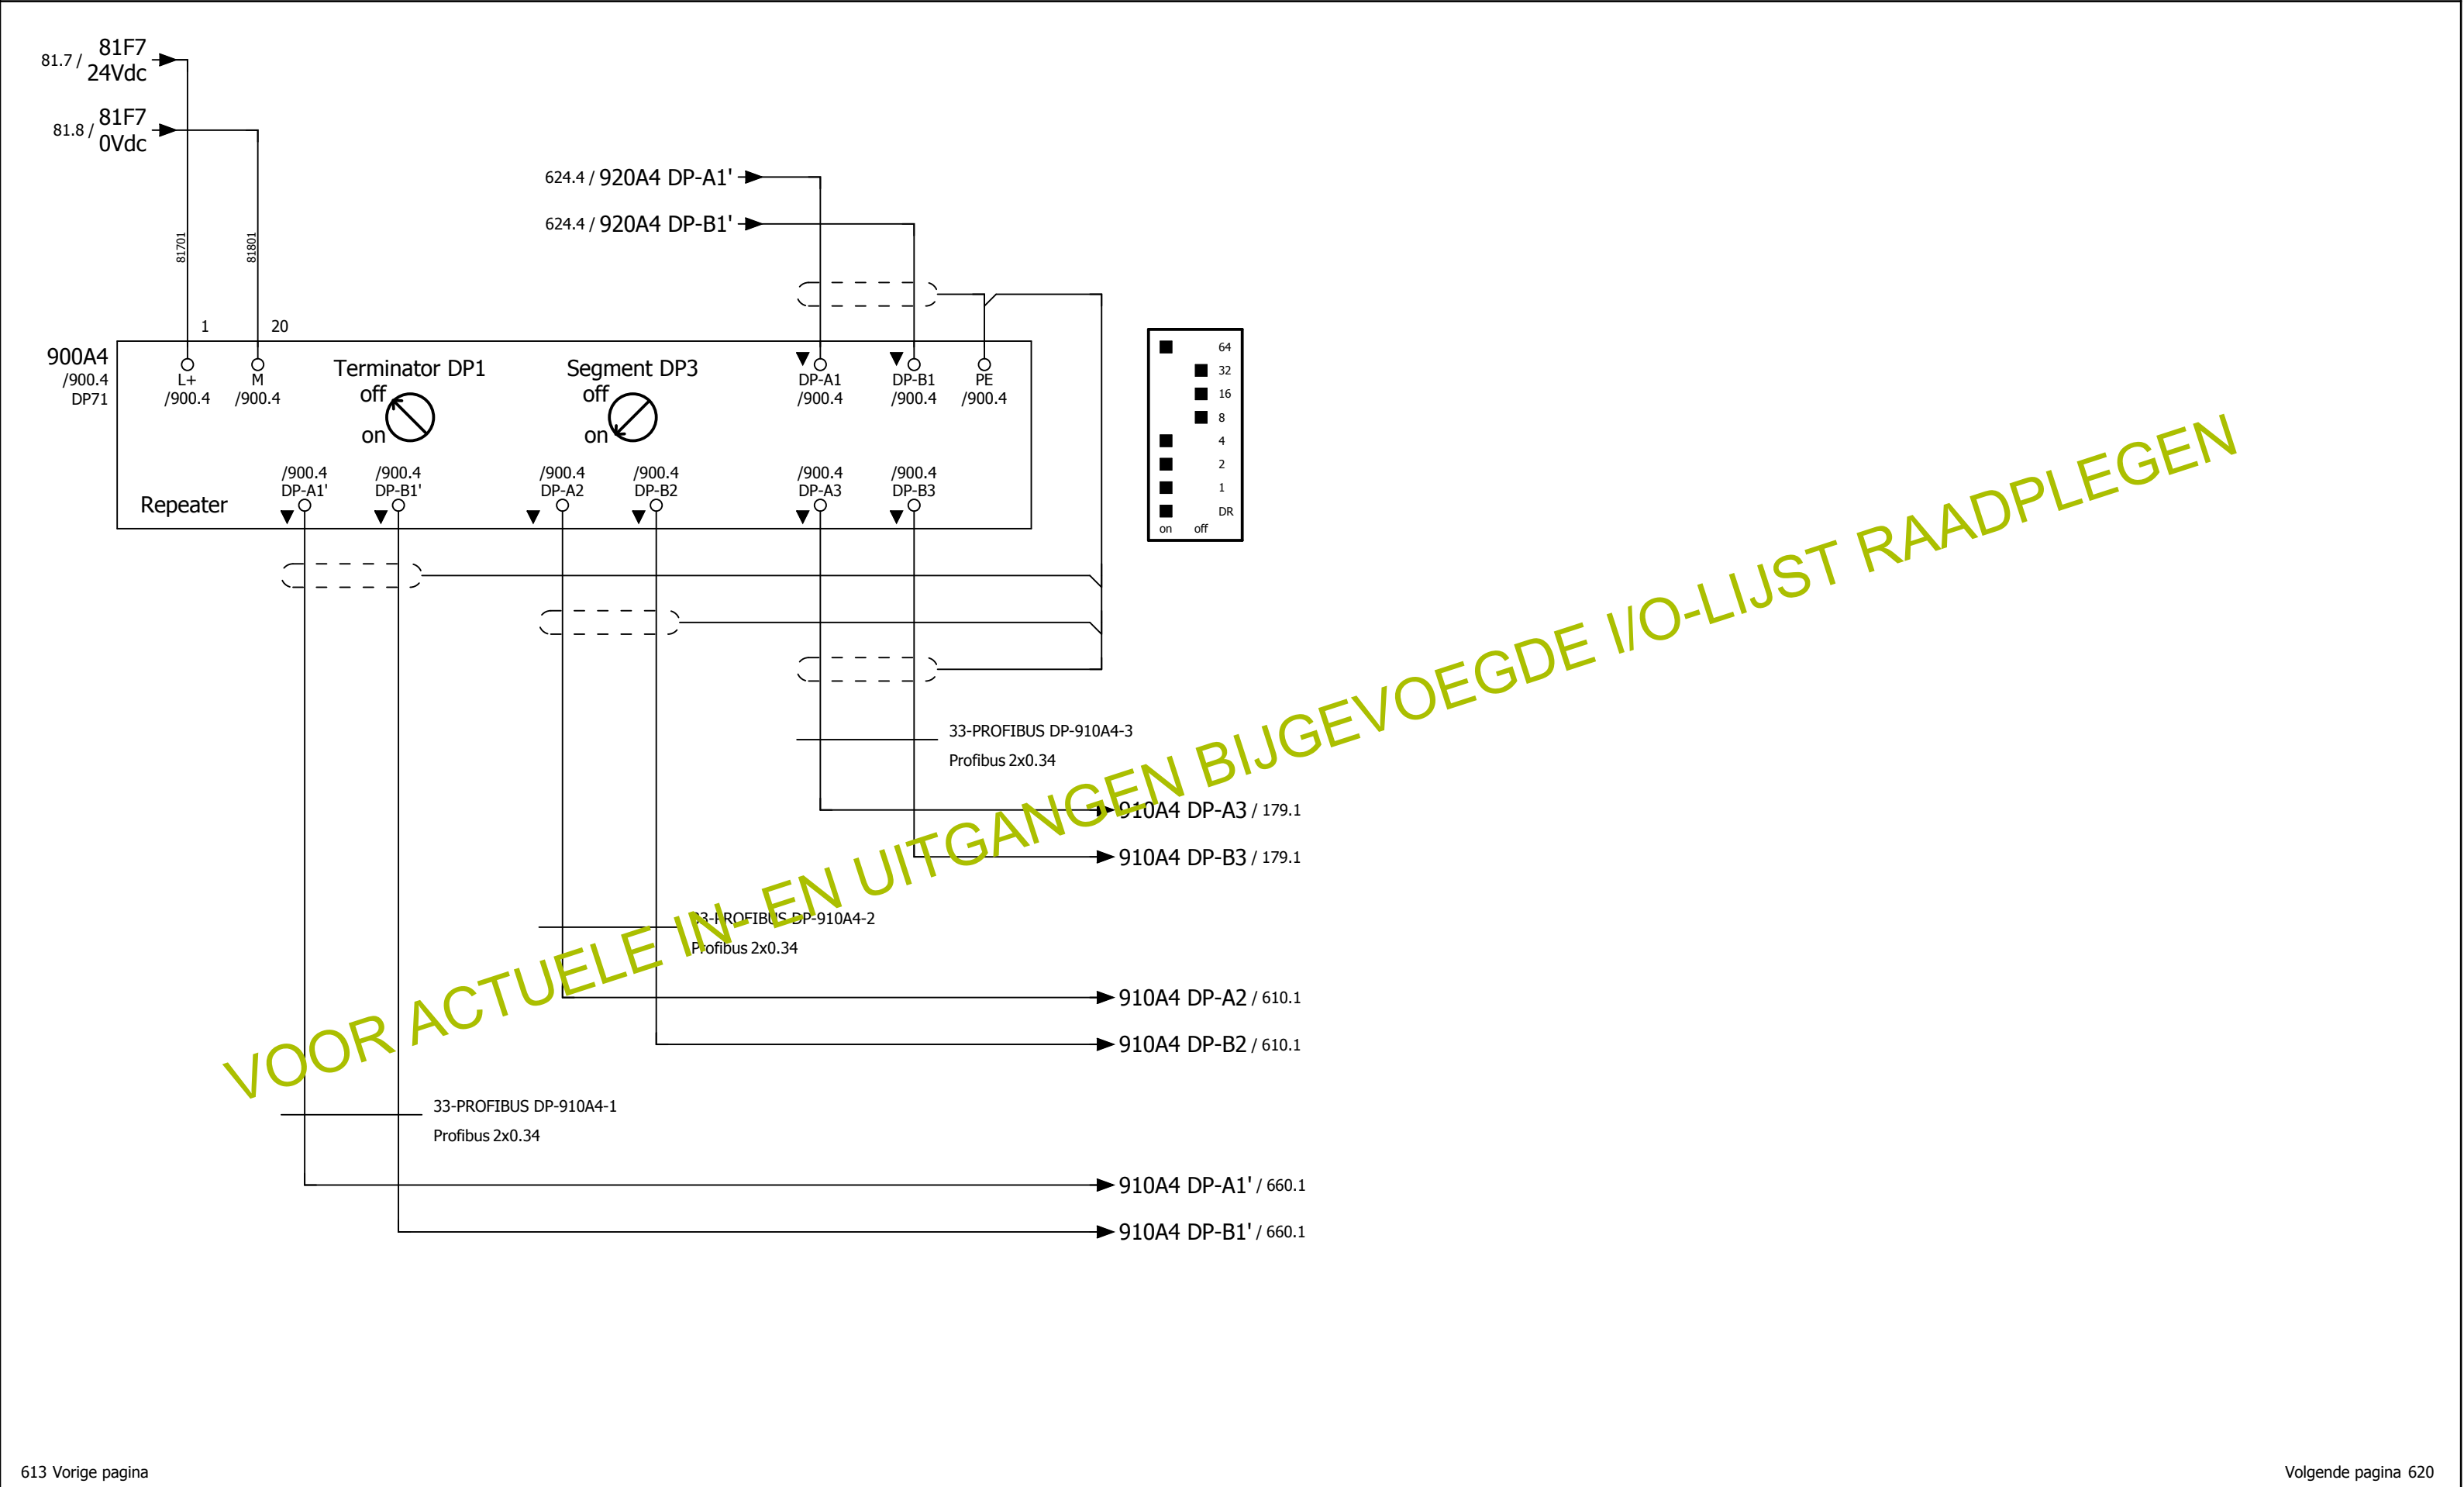 81.7 / 81F7
24Vdc
81.8 / 81F7
0Vdc
624.4 / 920A4 DP-A1'
624.4 / 920A4 DP-B1'
81701
81801
1
20
900A4
/900.4
DP71
L+
/900.4
M
/900.4
Terminator DP1
off
on
Segment DP3
off
on
DP-A1
/900.4
DP-B1
/900.4
PE
/900.4
64
32
16
8
4
2
1
DR
on off
Repeater
/900.4
DP-A1'
/900.4
DP-B1'
/900.4
DP-A2
/900.4
DP-B2
/900.4
DP-A3
/900.4
DP-B3
33-PROFIBUS DP-910A4-3
Profibus 2x0.34
910A4 DP-A3 / 179.1
910A4 DP-B3 / 179.1
33-PROFIBUS DP-910A4-2
Profibus 2x0.34
910A4 DP-A2 / 610.1
910A4 DP-B2 / 610.1
33-PROFIBUS DP-910A4-1
Profibus 2x0.34
910A4 DP-A1' / 660.1
910A4 DP-B1' / 660.1
VOOR ACTUELE IN- EN UITGANGEN BIJGEVOEGDE I/O-LIJST RAADPLEGEN
613 Vorige pagina
Volgende pagina 620